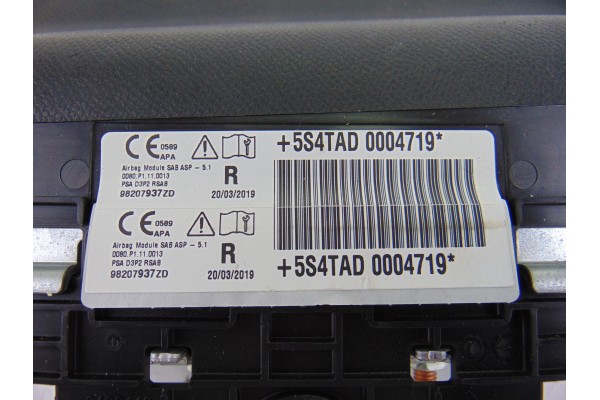 CE 0589
APA
Airbag Module SAB ASP - 5.1
0080.P1.11.0013
PSA D3P2 RSAB
98207937ZD
R
20/03/2019
+5S4TAD 0004719*
CE 0589
APA
Airbag Module SAB ASP - 5.1
0080.P1.11.0013
PSA D3P2 RSAB
98207937ZD
R
20/03/2019
+5S4TAD 0004719*